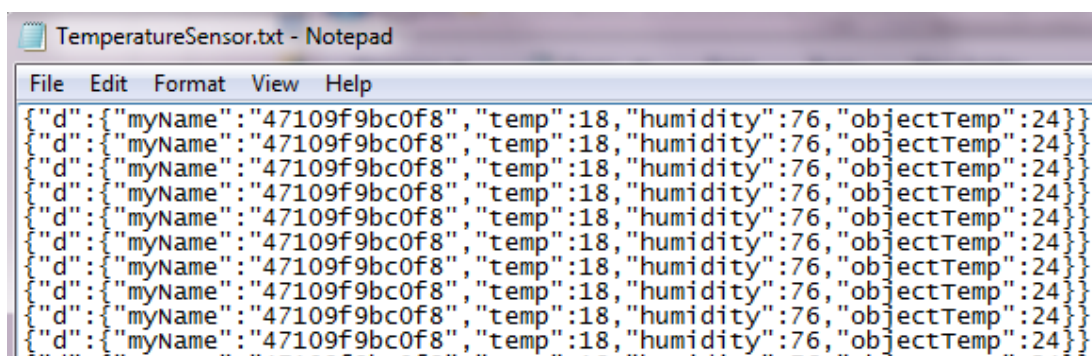 TemperatureSensor.txt - Notepad
File Edit Format View Help
{"d":{"myName":"47109f9bc0f8","temp":18,"humidity":76,"objectTemp":24}}
{"d":{"myName":"47109f9bc0f8","temp":18,"humidity":76,"objectTemp":24}}
{"d":{"myName":"47109f9bc0f8","temp":18,"humidity":76,"objectTemp":24}}
{"d":{"myName":"47109f9bc0f8","temp":18,"humidity":76,"objectTemp":24}}
{"d":{"myName":"47109f9bc0f8","temp":18,"humidity":76,"objectTemp":24}}
{"d":{"myName":"47109f9bc0f8","temp":18,"humidity":76,"objectTemp":24}}
{"d":{"myName":"47109f9bc0f8","temp":18,"humidity":76,"objectTemp":24}}
{"d":{"myName":"47109f9bc0f8","temp":18,"humidity":76,"objectTemp":24}}
{"d":{"myName":"47109f9bc0f8","temp":18,"humidity":76,"objectTemp":24}}
{"d":{"myName":"47109f9bc0f8","temp":18,"humidity":76,"objectTemp":24}}